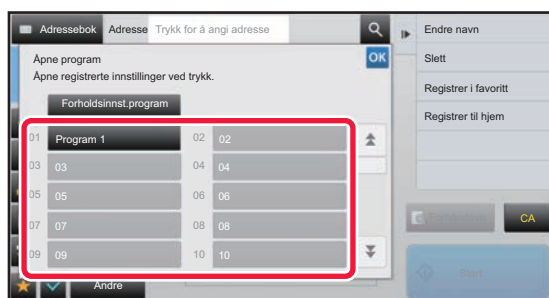 Adressebok Adresse Trykk for å angi adresse
Åpne program
OK
Åpne registrerte innstillinger ved trykk.
Forholdsinnst.program
01 Program 1 02 02
03 03 04 04
05 05 06 06
07 07 08 08
09 09 10 10
Andre
Endre navn
Slett
Registrer i favoritt
Registrer til hjem
CA
Start